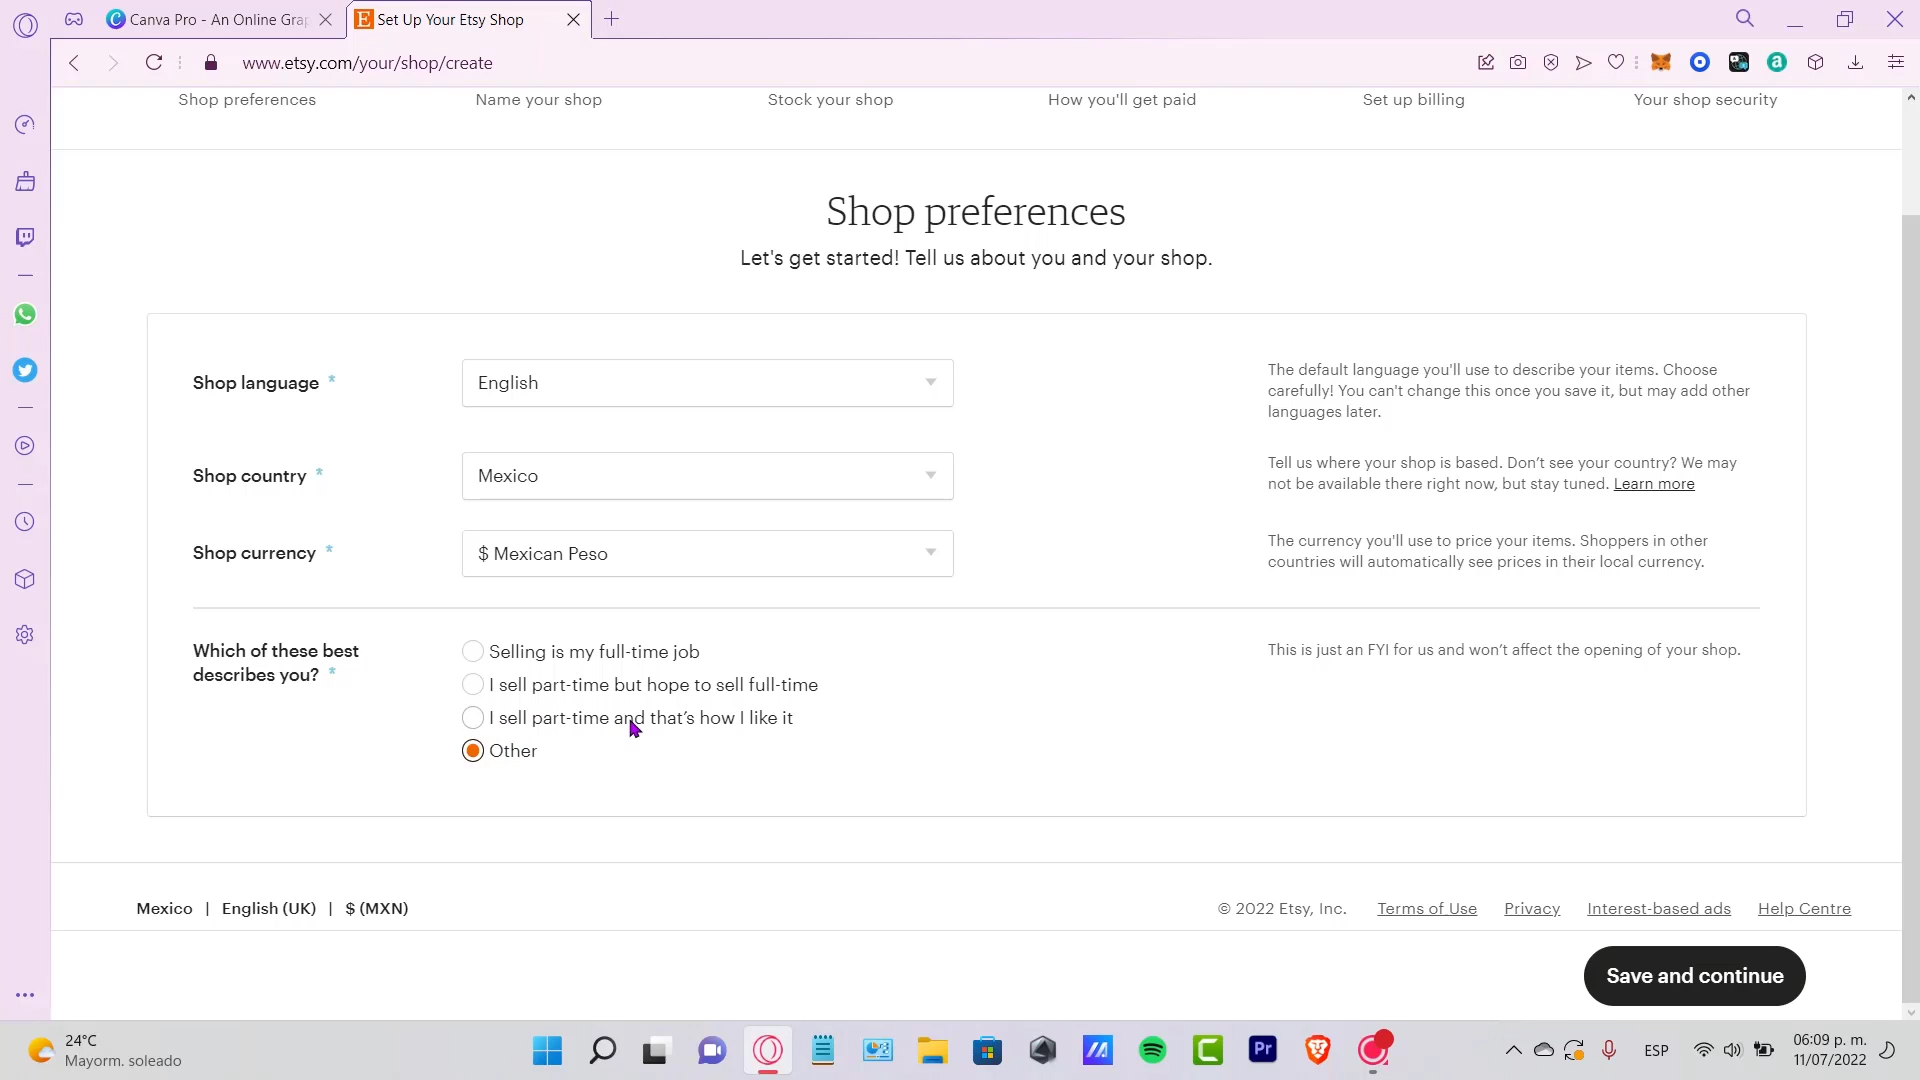 Canva Pro - An Online Gra
Set Up Your Etsy Shop
www.etsy.com/your/shop/create
Shop preferences
Name your shop
Stock your shop
How you'll get paid
Set up billing
Your shop security
Shop preferences
Let's get started! Tell us about you and your shop.
Shop language *
English
The default language you'll use to describe your items. Choose
carefully! You can't change this once you save it, but may add other
languages later.
Shop country *
Mexico
Tell us where your shop is based. Don’t see your country? We may
not be available there right now, but stay tuned. Learn more
Shop currency *
$ Mexican Peso
The currency you'll use to price your items. Shoppers in other
countries will automatically see prices in their local currency.
Which of these best
describes you? *
Selling is my full-time job
I sell part-time but hope to sell full-time
I sell part-time and that’s how I like it
Other
This is just an FYI for us and won’t affect the opening of your shop.
Mexico | English (UK) | $ (MXN)
© 2022 Etsy, Inc.
Terms of Use
Privacy
Interest-based ads
Help Centre
Save and continue
24°C
Mayorm. soleado
Pr
ESP
06:09 p. m.
11/07/2022